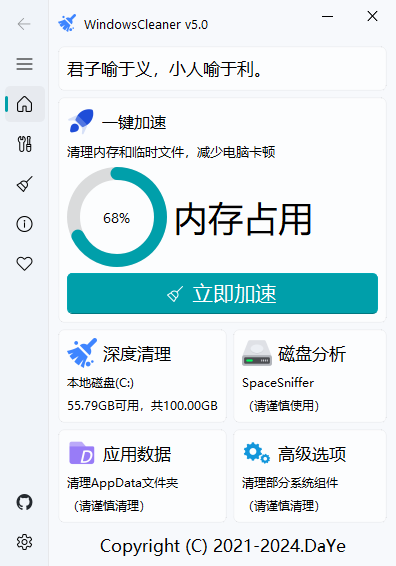 WindowsCleaner v5.0
君子喻于义，小人喻于利。
一键加速
清理内存和临时文件，减少电脑卡顿
68%
内存占用
立即加速
深度清理
本地磁盘(C:)
55.79GB可用，共100.00GB
磁盘分析
SpaceSniffer
（请谨慎使用）
应用数据
清理AppData文件夹
（请谨慎清理）
高级选项
清理部分系统组件
（请谨慎清理）
Copyright (C) 2021-2024.DaYe